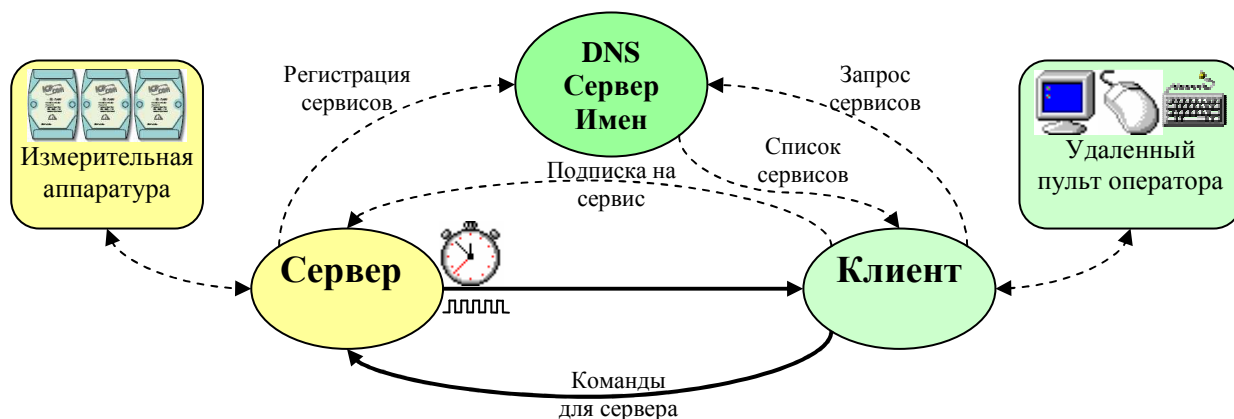 DNS
Сервер
Имен
Регистрация
сервисов
Запрос
сервисов
Измерительная
аппаратура
Удаленный
пульт оператора
Подписка на
сервис
Список
сервисов
Сервер
Клиент
Команды
для сервера